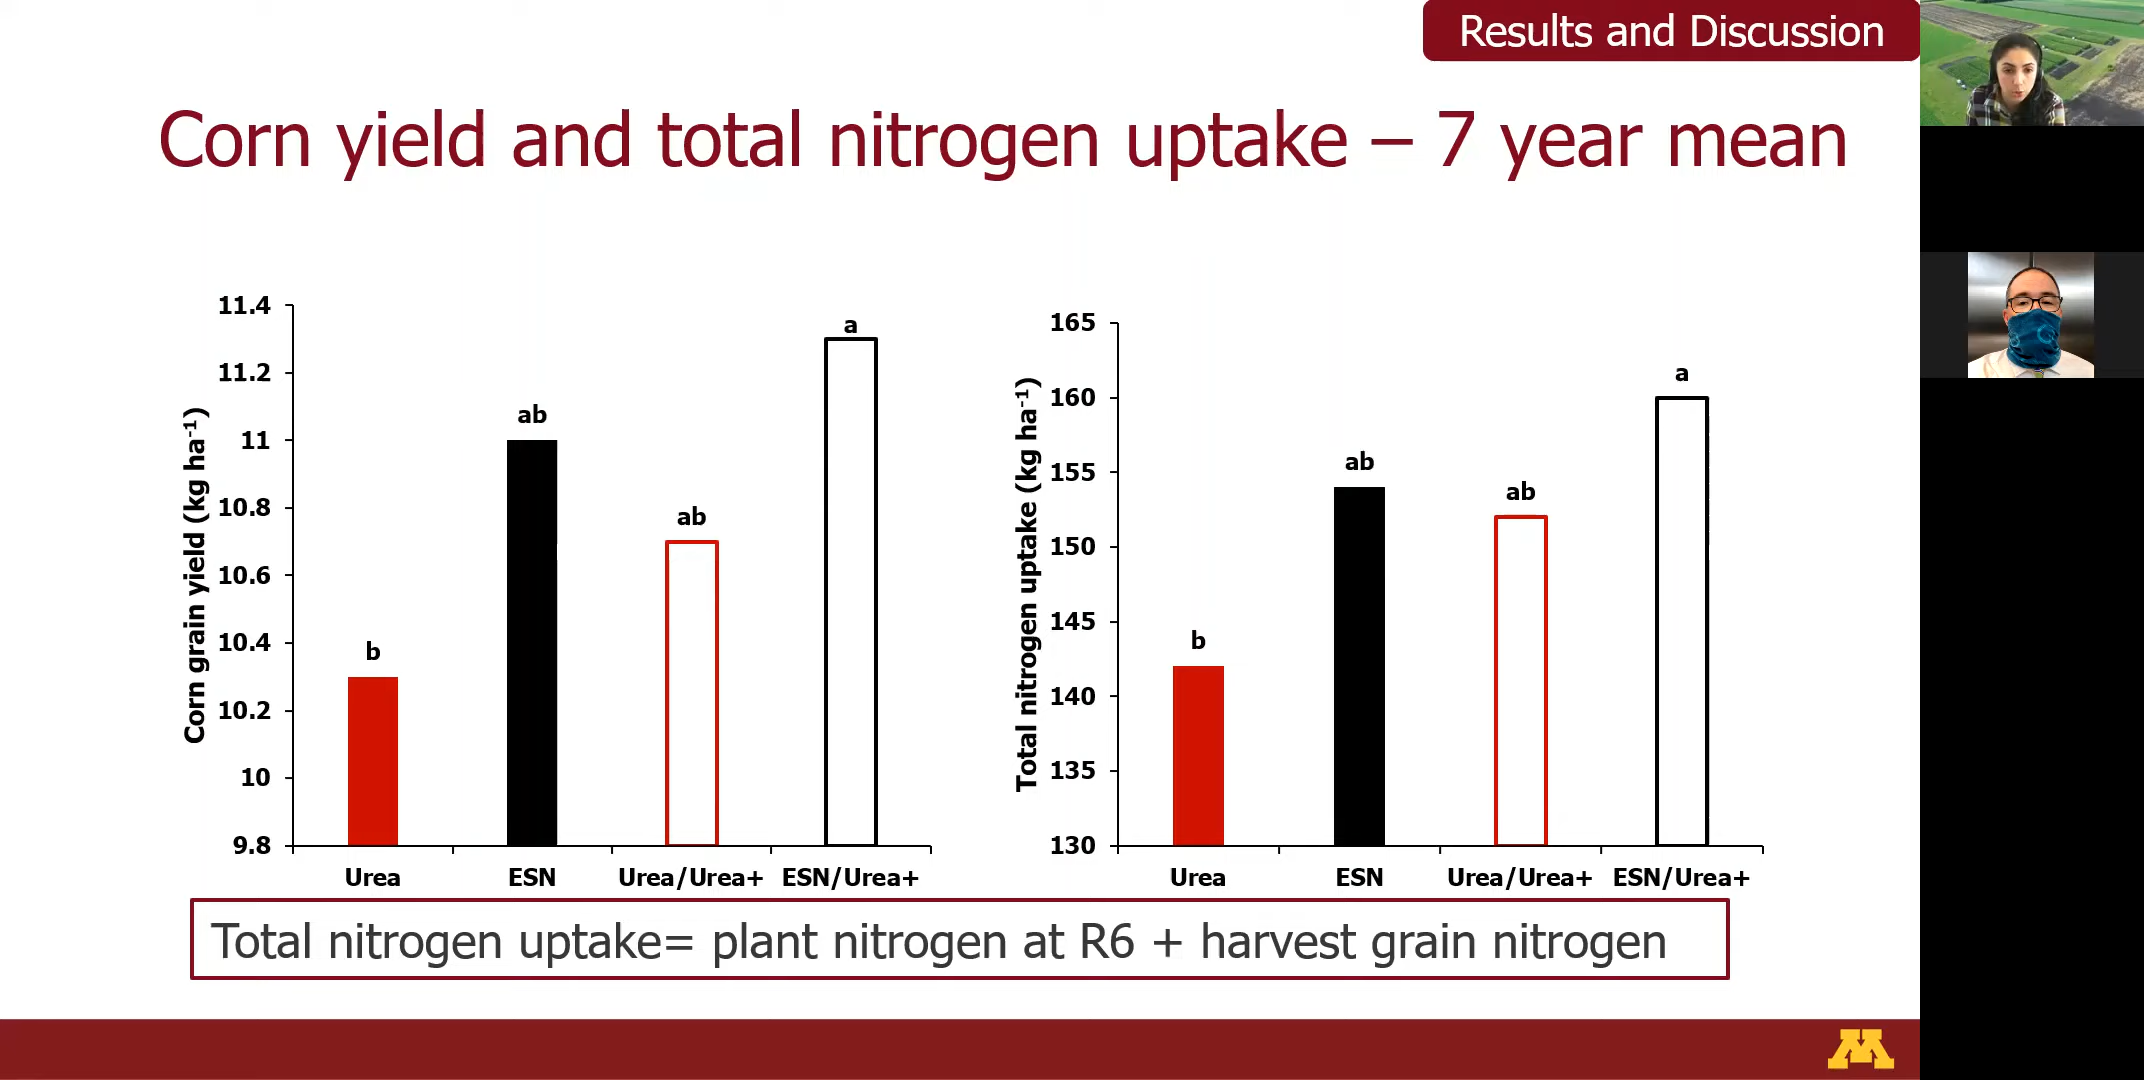 Results and Discussion
Corn yield and total nitrogen uptake – 7 year mean
Corn grain yield (kg ha-1)
11.4
11.2
11
10.8
10.6
10.4
10.2
10
9.8
b
ab
ab
a
Urea
ESN
Urea/Urea+
ESN/Urea+
Total nitrogen uptake (kg ha-1)
165
160
155
150
145
140
135
130
b
ab
ab
a
Urea
ESN
Urea/Urea+
ESN/Urea+
Total nitrogen uptake= plant nitrogen at R6 + harvest grain nitrogen
M